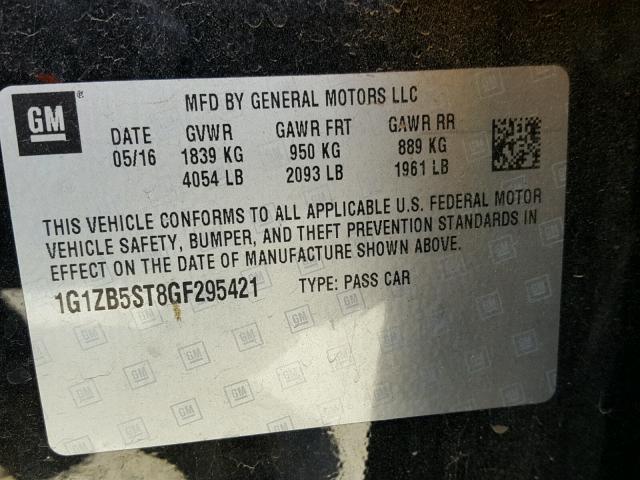 GM ®
MFD BY GENERAL MOTORS LLC
DATE GVWR GAWR FRT GAWR RR
05/16 1839 KG 950 KG 889 KG
4054 LB 2093 LB 1961 LB
THIS VEHICLE CONFORMS TO ALL APPLICABLE U.S. FEDERAL MOTOR
VEHICLE SAFETY, BUMPER, AND THEFT PREVENTION STANDARDS IN
EFFECT ON THE DATE OF MANUFACTURE SHOWN ABOVE.
1G1ZB5ST8GF295421 TYPE: PASS CAR